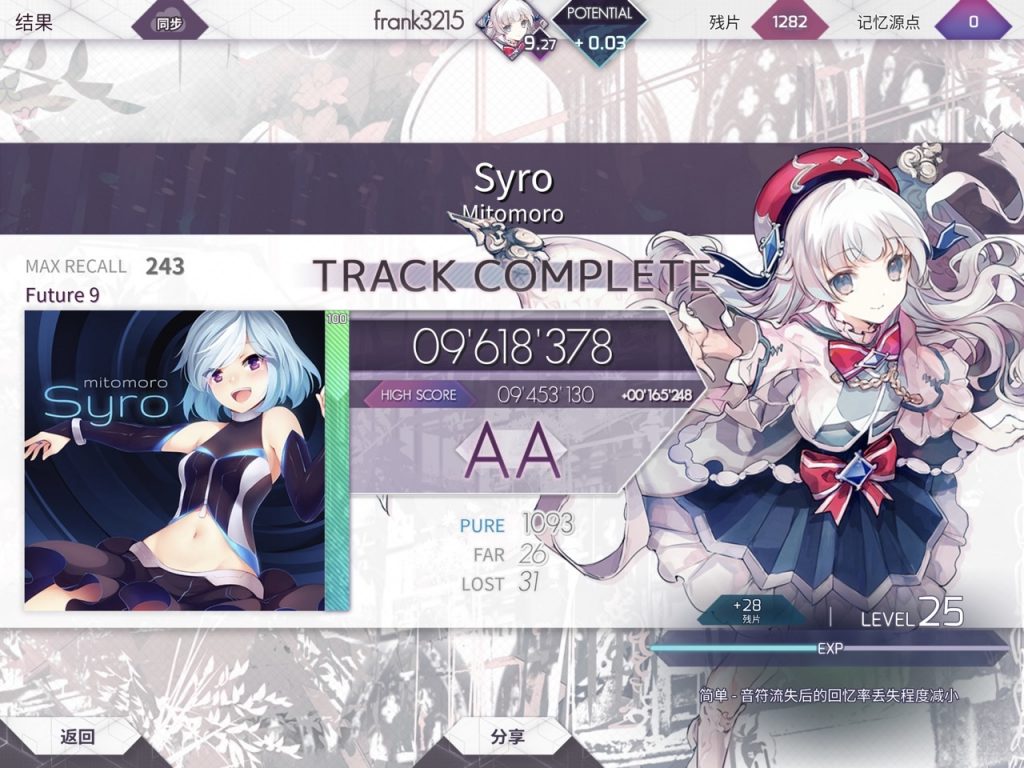 结果
同步
frank3215
9.27
POTENTIAL
+ 0.03
残片
1282
记忆源点
0
Syro
Mitomoro
MAX RECALL 243
TRACK COMPLETE
Future 9
100
mitomoro
Syro
09'618'378
HIGH SCORE 09'453'130 +00'165'248
AA
PURE 1093
FAR 26
LOST 31
+28
残片
LEVEL 25
EXP
简单 - 音符流失后的回忆率丢失程度减小
返回
分享